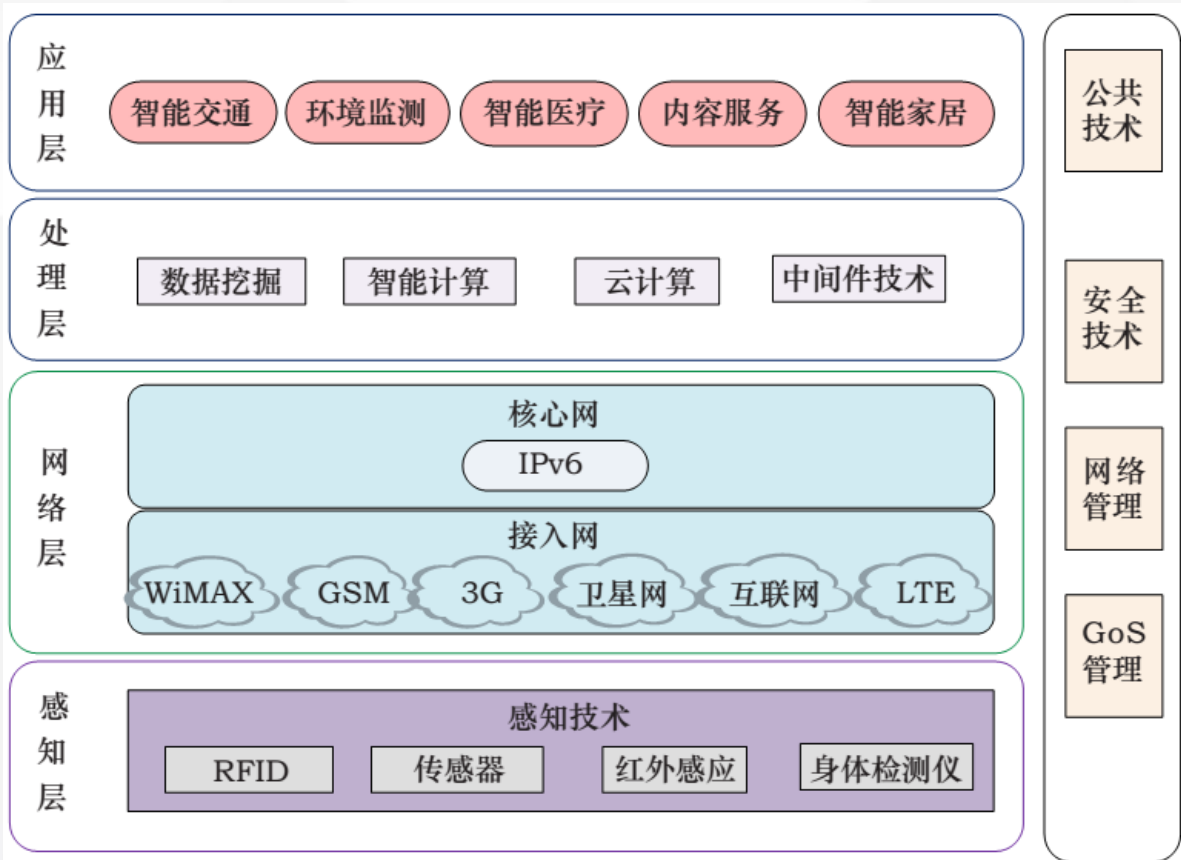 应用层
智能交通 环境监测 智能医疗 内容服务 智能家居
处理层
数据挖掘 智能计算 云计算 中间件技术
网络层
核心网
IPv6
接入网
WiMAX GSM 3G 卫星网 互联网 LTE
感知层
感知技术
RFID 传感器 红外感应 身体检测仪
公共
技术
安全
技术
网络
管理
GoS
管理